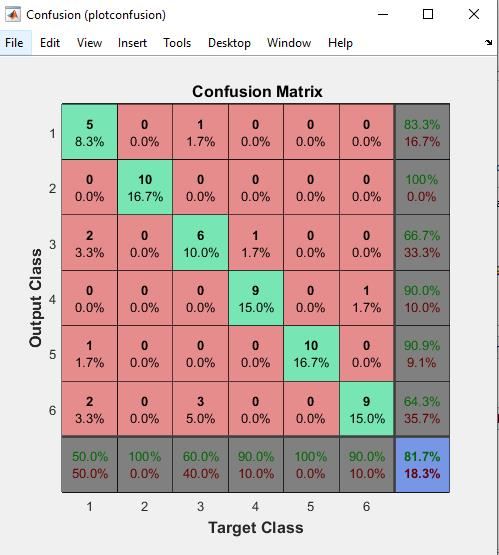 Confusion (plotconfusion)
File Edit View Insert Tools Desktop Window Help
Confusion Matrix
Output Class
1 5 0 1 0 0 0 83.3%
8.3% 0.0% 1.7% 0.0% 0.0% 0.0% 16.7%
2 0 10 0 0 0 0 100%
0.0% 16.7% 0.0% 0.0% 0.0% 0.0% 0.0%
3 2 0 6 1 0 0 66.7%
3.3% 0.0% 10.0% 1.7% 0.0% 0.0% 33.3%
4 0 0 0 9 0 1 90.0%
0.0% 0.0% 0.0% 15.0% 0.0% 1.7% 10.0%
5 1 0 0 0 10 0 90.9%
1.7% 0.0% 0.0% 0.0% 16.7% 0.0% 9.1%
6 2 0 3 0 0 9 64.3%
3.3% 0.0% 5.0% 0.0% 0.0% 15.0% 35.7%
50.0% 100% 60.0% 90.0% 100% 90.0% 81.7%
50.0% 0.0% 40.0% 10.0% 0.0% 10.0% 18.3%
1 2 3 4 5 6
Target Class